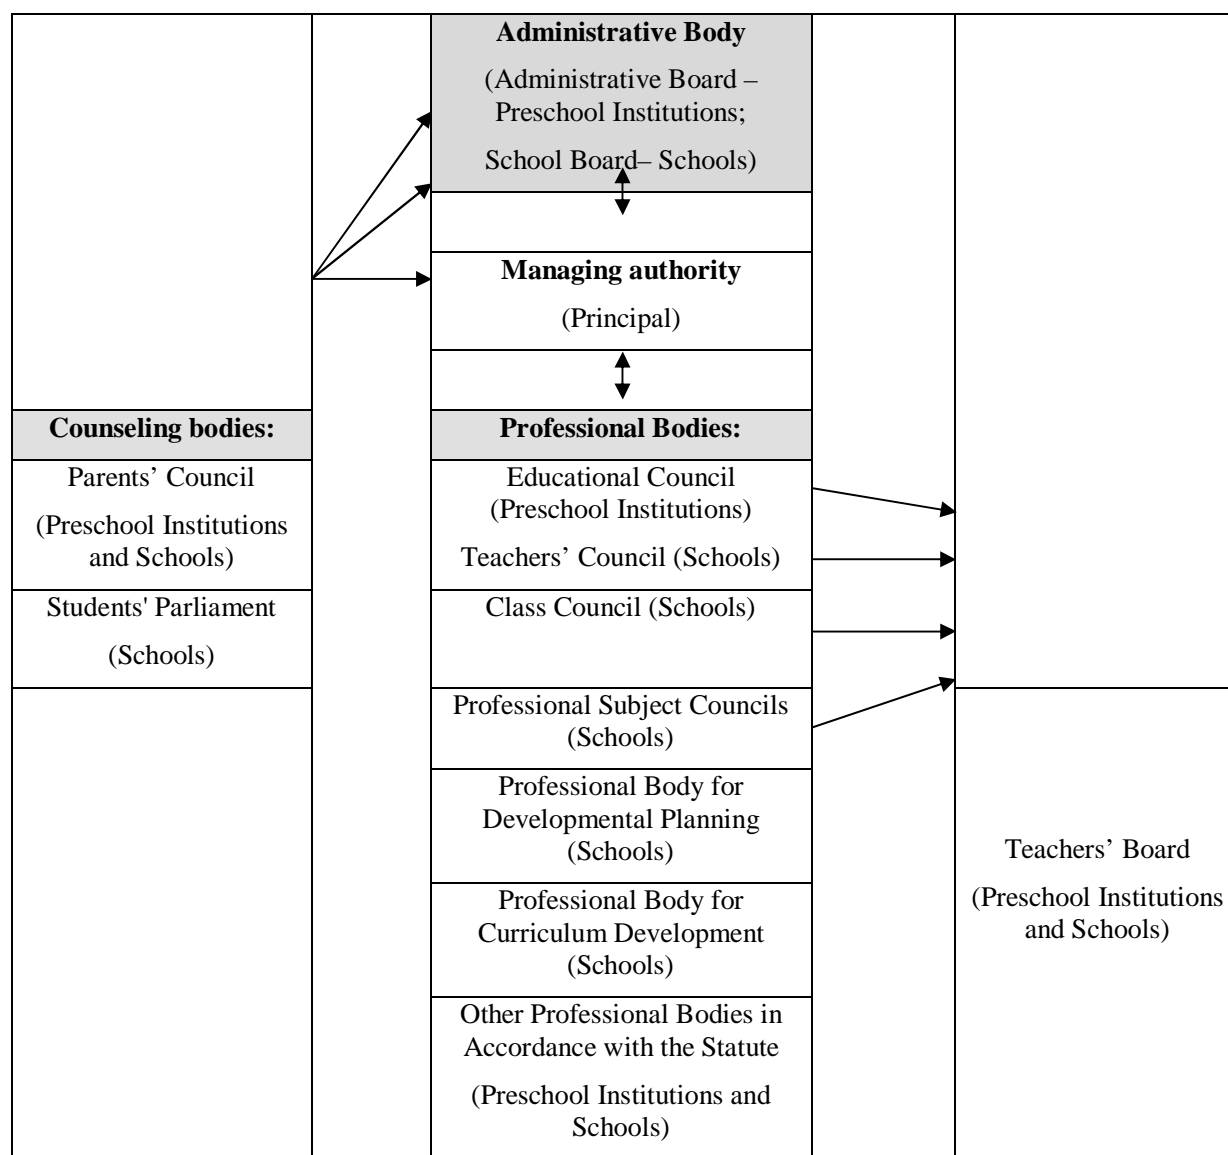 Administrative Body
(Administrative Board –
Preschool Institutions;
School Board– Schools)
Managing authority
(Principal)
Counseling bodies:
Parents’ Council
(Preschool Institutions
and Schools)
Students' Parliament
(Schools)
Professional Bodies:
Educational Council
(Preschool Institutions)
Teachers’ Council (Schools)
Class Council (Schools)
Professional Subject Councils
(Schools)
Professional Body for
Developmental Planning
(Schools)
Professional Body for
Curriculum Development
(Schools)
Other Professional Bodies in
Accordance with the Statute
(Preschool Institutions and
Schools)
Teachers’ Board
(Preschool Institutions
and Schools)